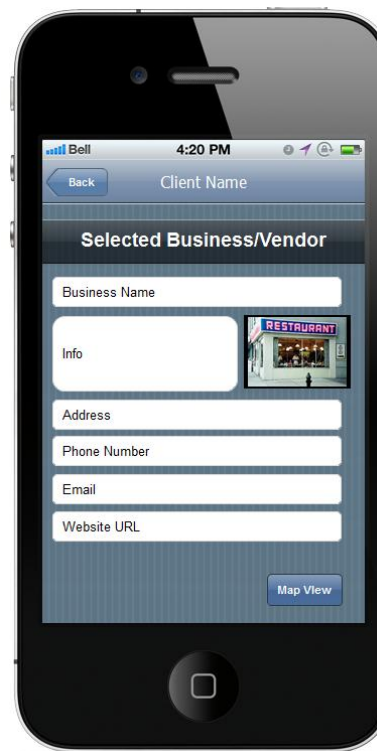 Bell
4:20 PM
Back
Client Name
Selected Business/Vendor
Business Name
Info
RESTAURANT
Address
Phone Number
Email
Website URL
Map View